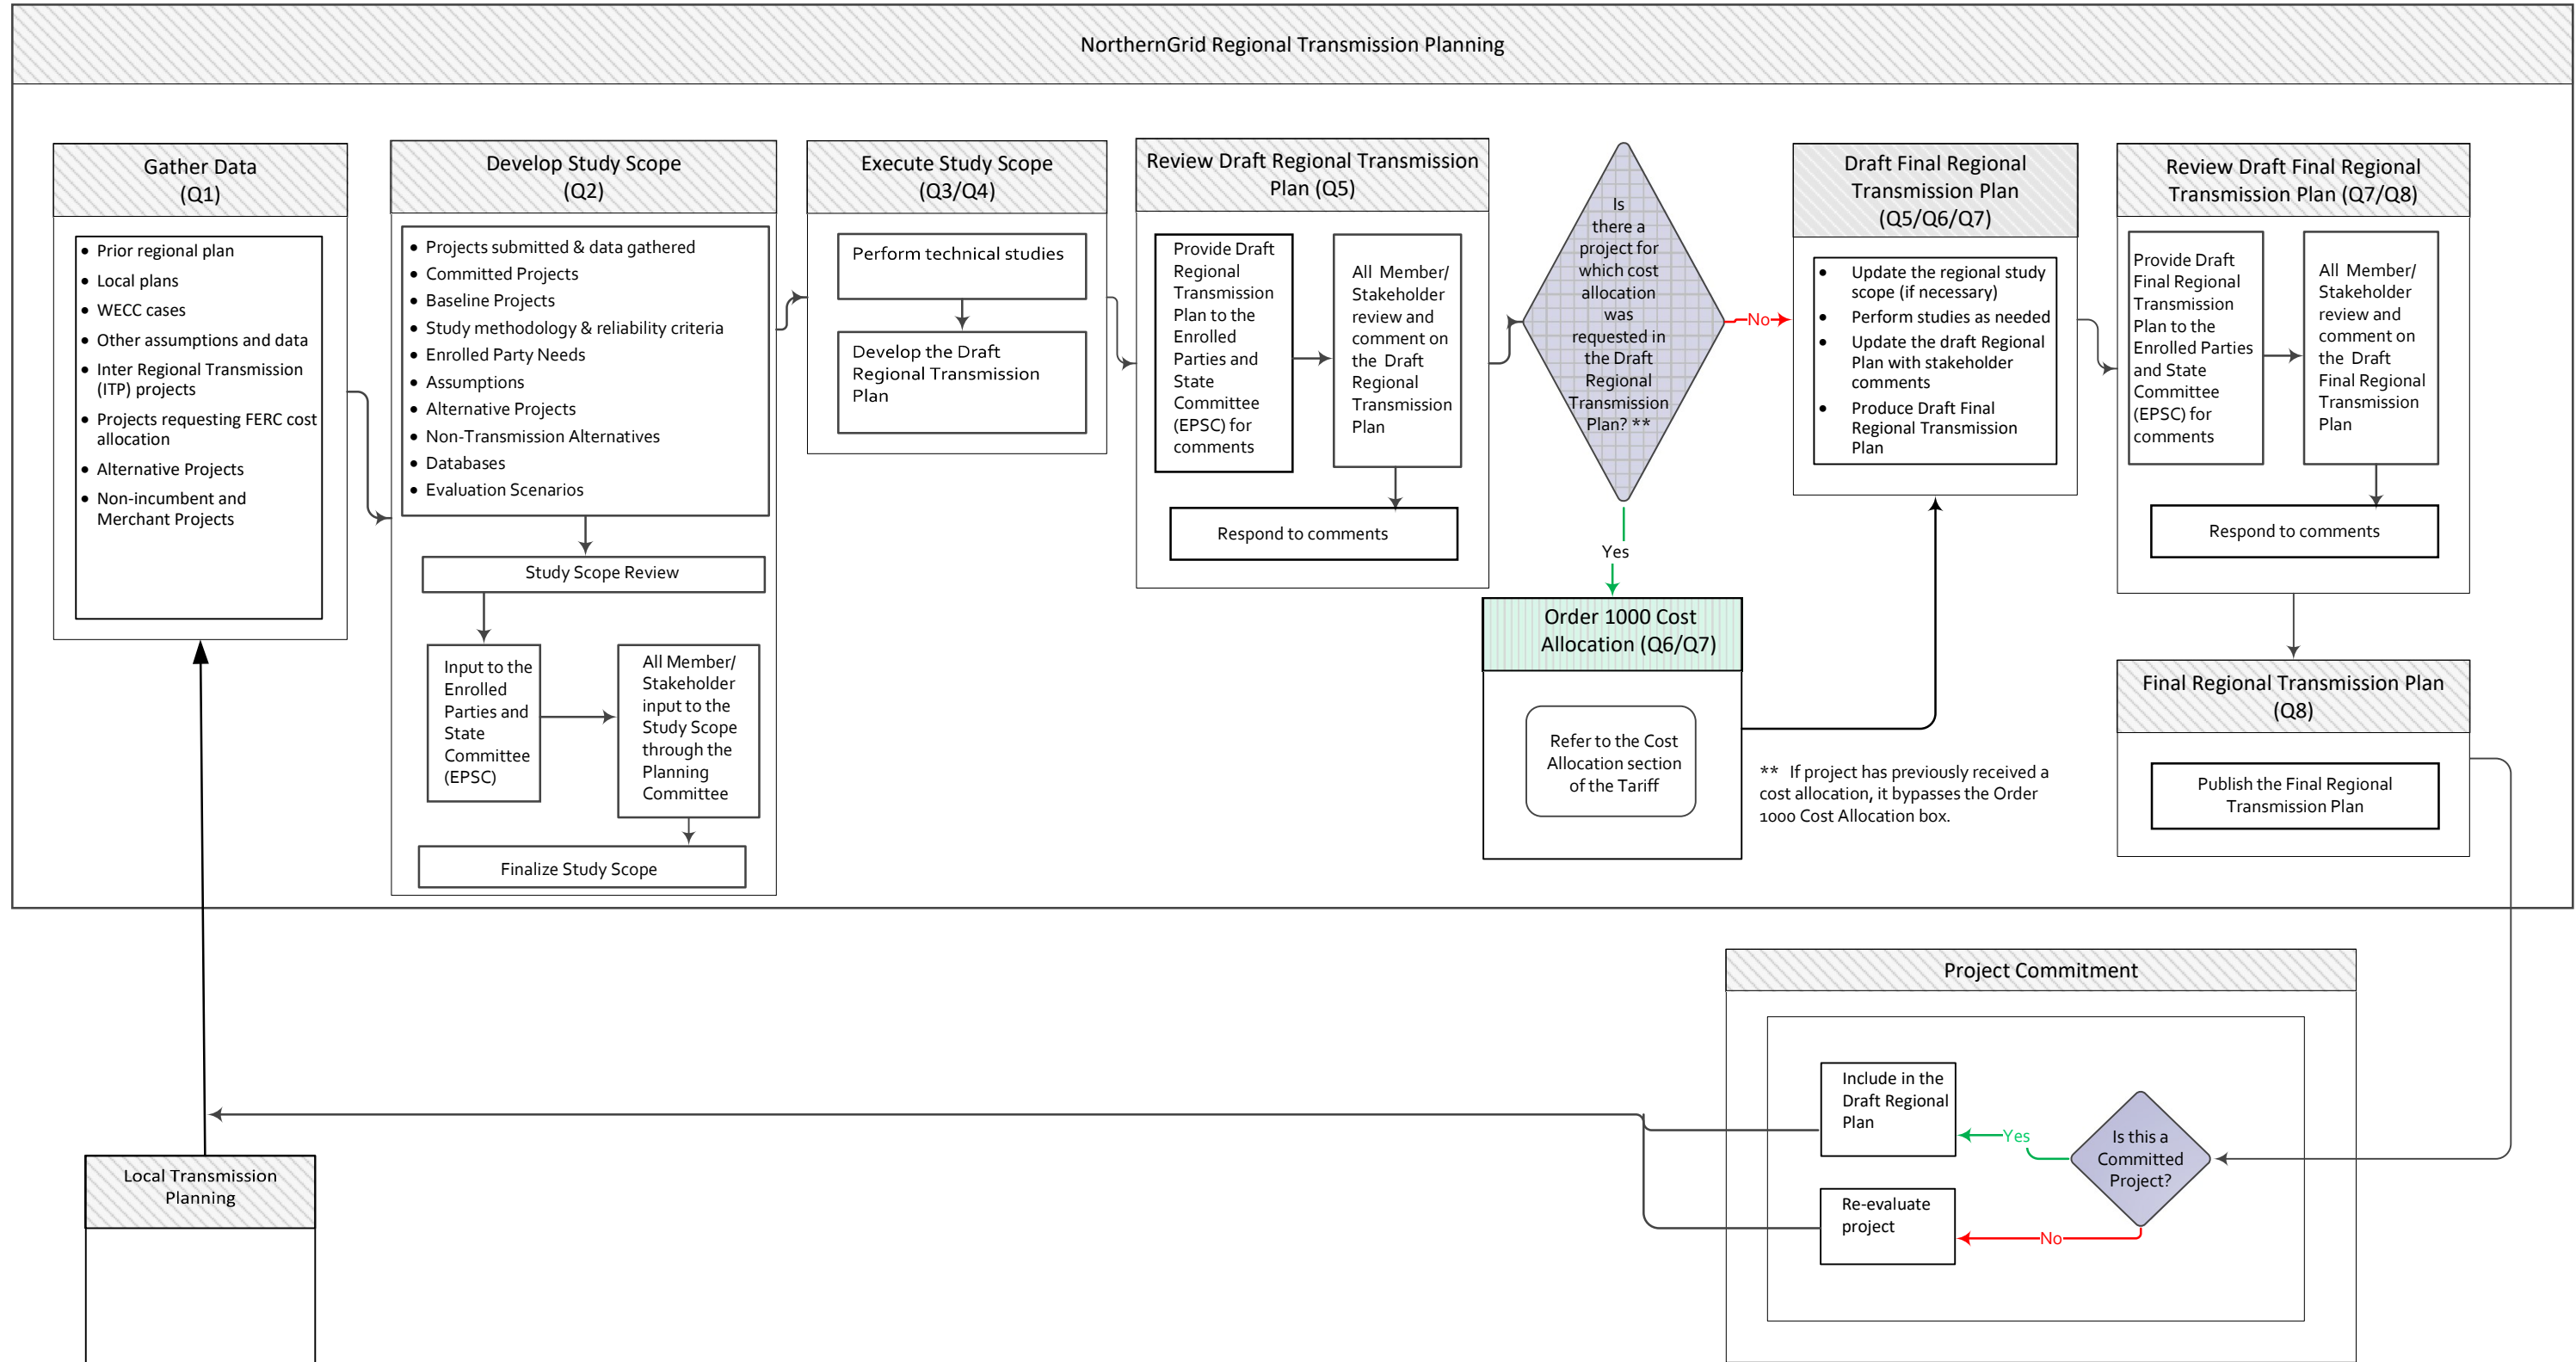 NorthernGrid Regional Transmission Planning
Gather Data
(Q1)
• Prior regional plan
• Local plans
• WECC cases
• Other assumptions and data
• Inter Regional Transmission
(ITP) projects
• Projects requesting FERC cost
allocation
• Alternative Projects
• Non-incumbent and
Merchant Projects
Develop Study Scope
(Q2)
• Projects submitted & data gathered
• Committed Projects
• Baseline Projects
• Study methodology & reliability criteria
• Enrolled Party Needs
• Assumptions
• Alternative Projects
• Non-Transmission Alternatives
• Databases
• Evaluation Scenarios
Study Scope Review
Input to the
Enrolled
Parties and
State
Committee
(EPSC)
All Member/
Stakeholder
input to the
Study Scope
through the
Planning
Committee
Finalize Study Scope
Execute Study Scope
(Q3/Q4)
Perform technical studies
Develop the Draft
Regional Transmission
Plan
Review Draft Regional Transmission
Plan (Q5)
Provide Draft
Regional
Transmission
Plan to the
Enrolled
Parties and
State
Committee
(EPSC) for
comments
All Member/
Stakeholder
review and
comment on
the Draft
Regional
Transmission
Plan
Respond to comments
Is
there a
project for
which cost
allocation
was
requested in
the Draft
Regional
Transmission
Plan? **
No
Yes
Order 1000 Cost
Allocation (Q6/Q7)
Refer to the Cost
Allocation section
of the Tariff
** If project has previously received a
cost allocation, it bypasses the Order
1000 Cost Allocation box.
Draft Final Regional
Transmission Plan
(Q5/Q6/Q7)
• Update the regional study
scope (if necessary)
• Perform studies as needed
• Update the draft Regional
Plan with stakeholder
comments
• Produce Draft Final
Regional Transmission
Plan
Review Draft Final Regional
Transmission Plan (Q7/Q8)
Provide Draft
Final Regional
Transmission
Plan to the
Enrolled Parties
and State
Committee
(EPSC) for
comments
All Member/
Stakeholder
review and
comment on
the Draft
Final Regional
Transmission
Plan
Respond to comments
Final Regional Transmission Plan
(Q8)
Publish the Final Regional
Transmission Plan
Project Commitment
Include in the
Draft Regional
Plan
Yes
Is this a
Committed
Project?
Re-evaluate
project
No
Local Transmission
Planning